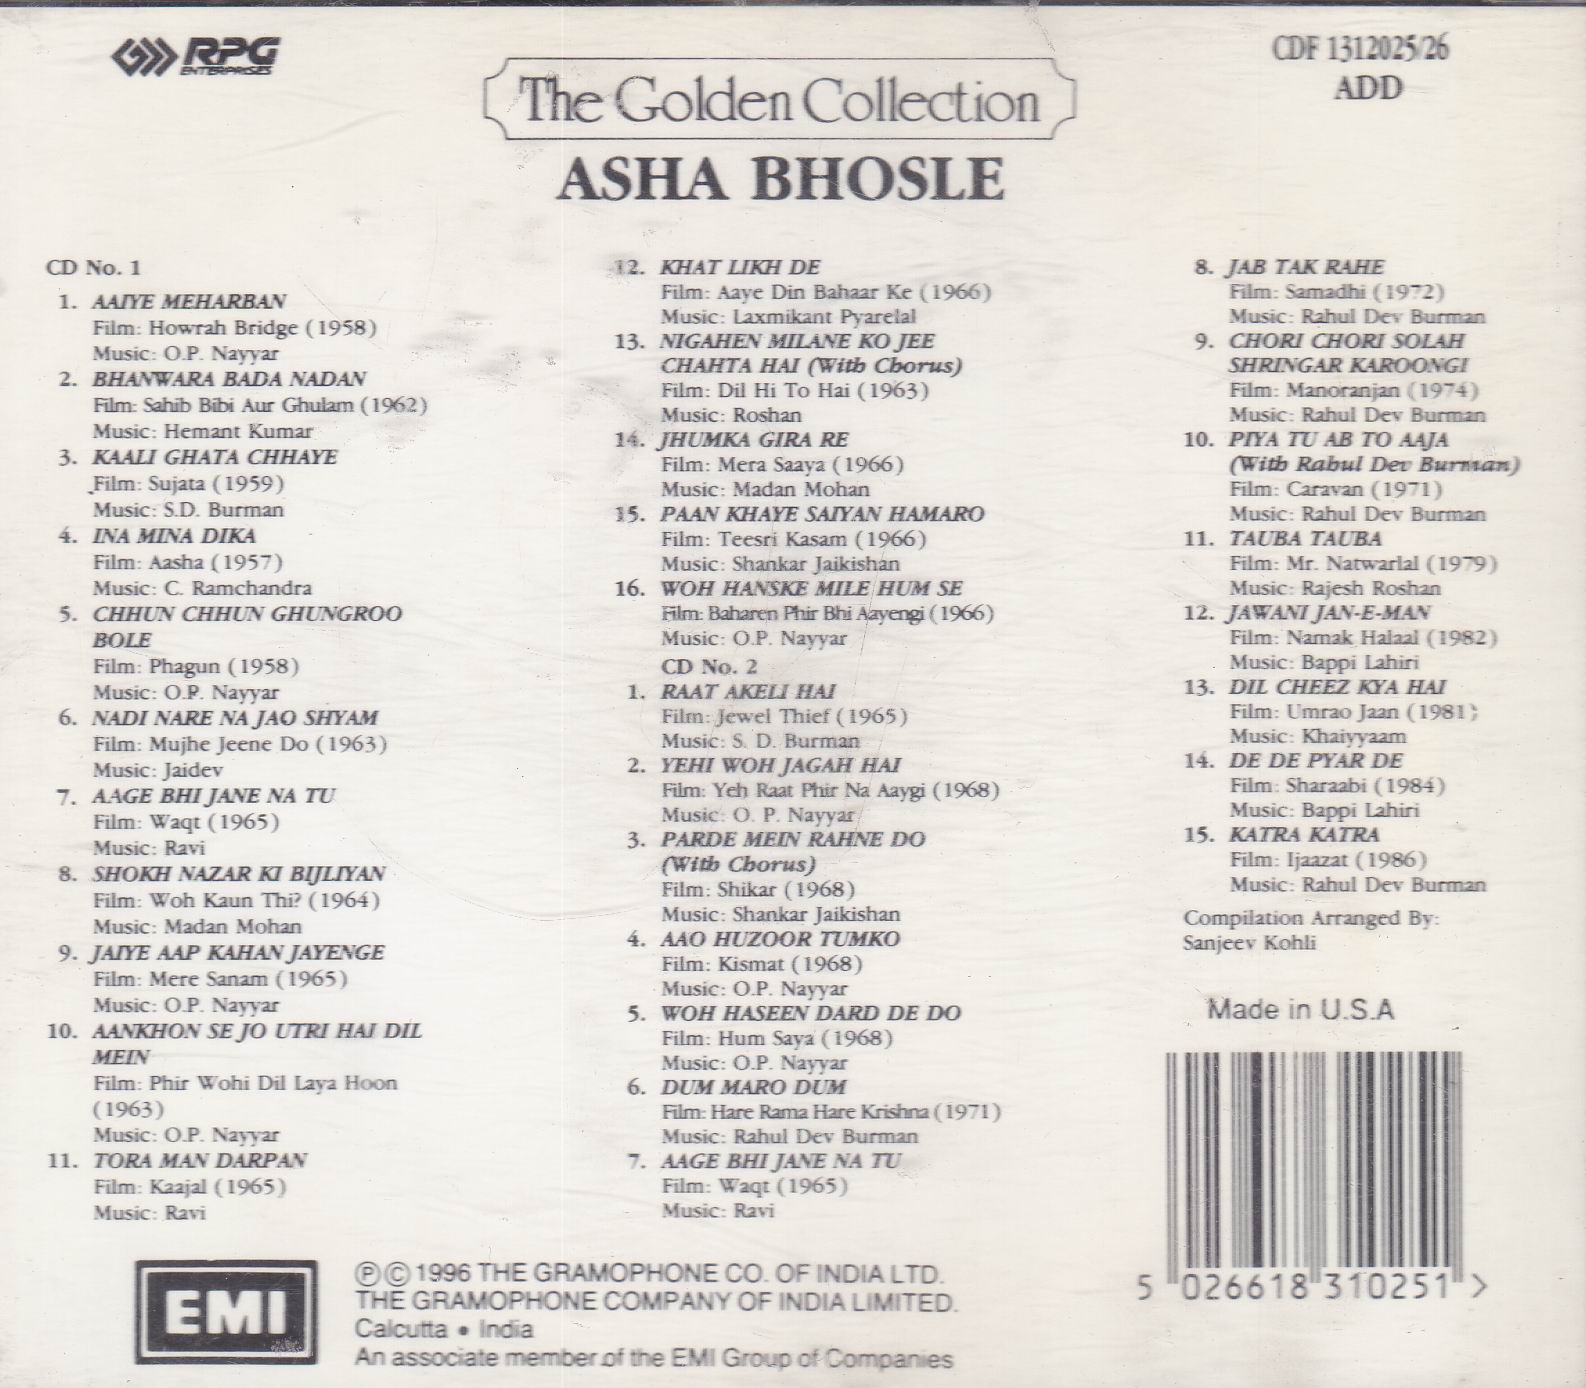 RPG
ENTERPRISES
CDF 1312025/26
ADD
The Golden Collection
ASHA BHOSLE
CD No. 1
1. AAIYE MEHARBAN
Film: Howrah Bridge (1958)
Music: O.P. Nayyar
2. BHANWARA BADA NADAN
Film: Sahib Bibi Aur Ghulam (1962)
Music: Hemant Kumar
3. KAALI GHATA CHHAYE
Film: Sujata (1959)
Music: S.D. Burman
4. INA MINA DIKA
Film: Aasha (1957)
Music: C. Ramchandra
5. CHHUN CHHUN GHUNGROO
BOLE
Film: Phagun (1958)
Music: O.P. Nayyar
6. NADI NARE NA JAO SHYAM
Film: Mujhe Jeene Do (1963)
Music: Jaidev
7. AAGE BHI JANE NA TU
Film: Waqt (1965)
Music: Ravi
8. SHOKH NAZAR KI BIJLIYAN
Film: Woh Kaun Thi? (1964)
Music: Madan Mohan
9. JAIYE AAP KAHAN JAYENGE
Film: Mere Sanam (1965)
Music: O.P. Nayyar
10. AANKHON SE JO UTRI HAI DIL
MEIN
Film: Phir Wohi Dil Laya Hoon
(1963)
Music: O.P. Nayyar
11. TORA MAN DARPAN
Film: Kaajal (1965)
Music: Ravi
12. KHAT LIKH DE
Film: Aaye Din Bahaar Ke (1966)
Music: Laxmikant Pyarelal
13. NIGAHEN MILANE KO JEE
CHAHTA HAI (With Chorus)
Film: Dil Hi To Hai (1963)
Music: Roshan
14. JHUMKA GIRA RE
Film: Mera Saaya (1966)
Music: Madan Mohan
15. PAAN KHAYE SAIYAN HAMARO
Film: Teesri Kasam (1966)
Music: Shankar Jaikishan
16. WOH HANSKE MILE HUM SE
Film: Baharen Phir Bhi Aayengi (1966)
Music: O.P. Nayyar
CD No. 2
1. RAAT AKELI HAI
Film: Jewel Thief (1965)
Music: S. D. Burman
2. YEHI WOH JAGAH HAI
Film: Yeh Raat Phir Na Aaygi (1968)
Music: O. P. Nayyar
3. PARDE MEIN RAHNE DO
(With Chorus)
Film: Shikar (1968)
Music: Shankar Jaikishan
4. AAO HUZOOR TUMKO
Film: Kismat (1968)
Music: O.P. Nayyar
5. WOH HASEEN DARD DE DO
Film: Hum Saya (1968)
Music: O.P. Nayyar
6. DUM MARO DUM
Film: Hare Rama Hare Krishna (1971)
Music: Rahul Dev Burman
7. AAGE BHI JANE NA TU
Film: Waqt (1965)
Music: Ravi
8. JAB TAK RAHE
Film: Samadhi (1972)
Music: Rahul Dev Burman
9. CHORI CHORI SOLAH
SHRINGAR KAROONGI
Film: Manoranjan (1974)
Music: Rahul Dev Burman
10. PIYA TU AB TO AAJA
(With Rahul Dev Burman)
Film: Caravan (1971)
Music: Rahul Dev Burman
11. TAUBA TAUBA
Film: Mr. Natwarlal (1979)
Music: Rajesh Roshan
12. JAWANI JAN-E-MAN
Film: Namak Halaal (1982)
Music: Bappi Lahiri
13. DIL CHEEZ KYA HAI
Film: Umrao Jaan (1981)
Music: Khaiyyaam
14. DE DE PYAR DE
Film: Sharaabi (1984)
Music: Bappi Lahiri
15. KATRA KATRA
Film: Ijaazat (1986)
Music: Rahul Dev Burman
Compilation Arranged By:
Sanjeev Kohli
Made in U.S.A
5 026618 310251 >
EMI
ⓅⒸ 1996 THE GRAMOPHONE CO. OF INDIA LTD.
THE GRAMOPHONE COMPANY OF INDIA LIMITED.
Calcutta • India
An associate member of the EMI Group of Companies